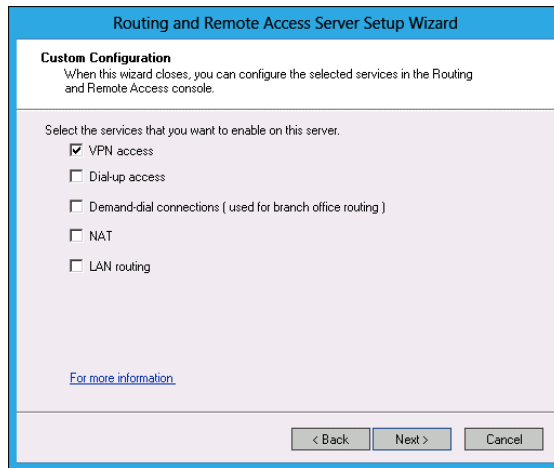 Routing and Remote Access Server Setup Wizard
Custom Configuration
When this wizard closes, you can configure the selected services in the Routing
and Remote Access console.
Select the services that you want to enable on this server.
VPN access
Dial-up access
Demand-dial connections ( used for branch office routing )
NAT
LAN routing
For more information
< Back Next > Cancel